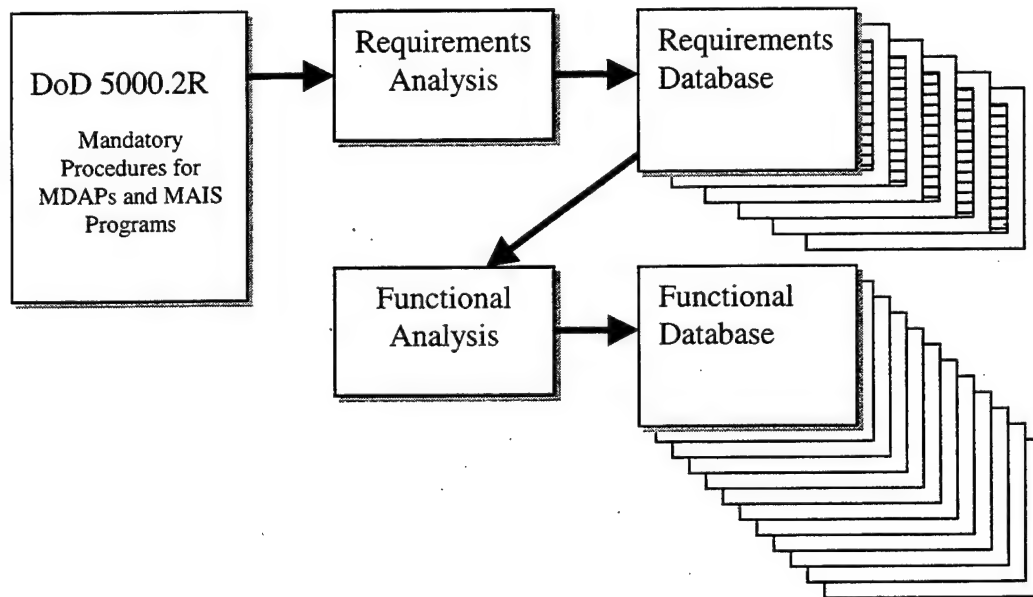 DoD 5000.2R
Mandatory
Procedures for
MDAPs and MAIS
Programs
Requirements
Analysis
Requirements
Database
Functional
Analysis
Functional
Database